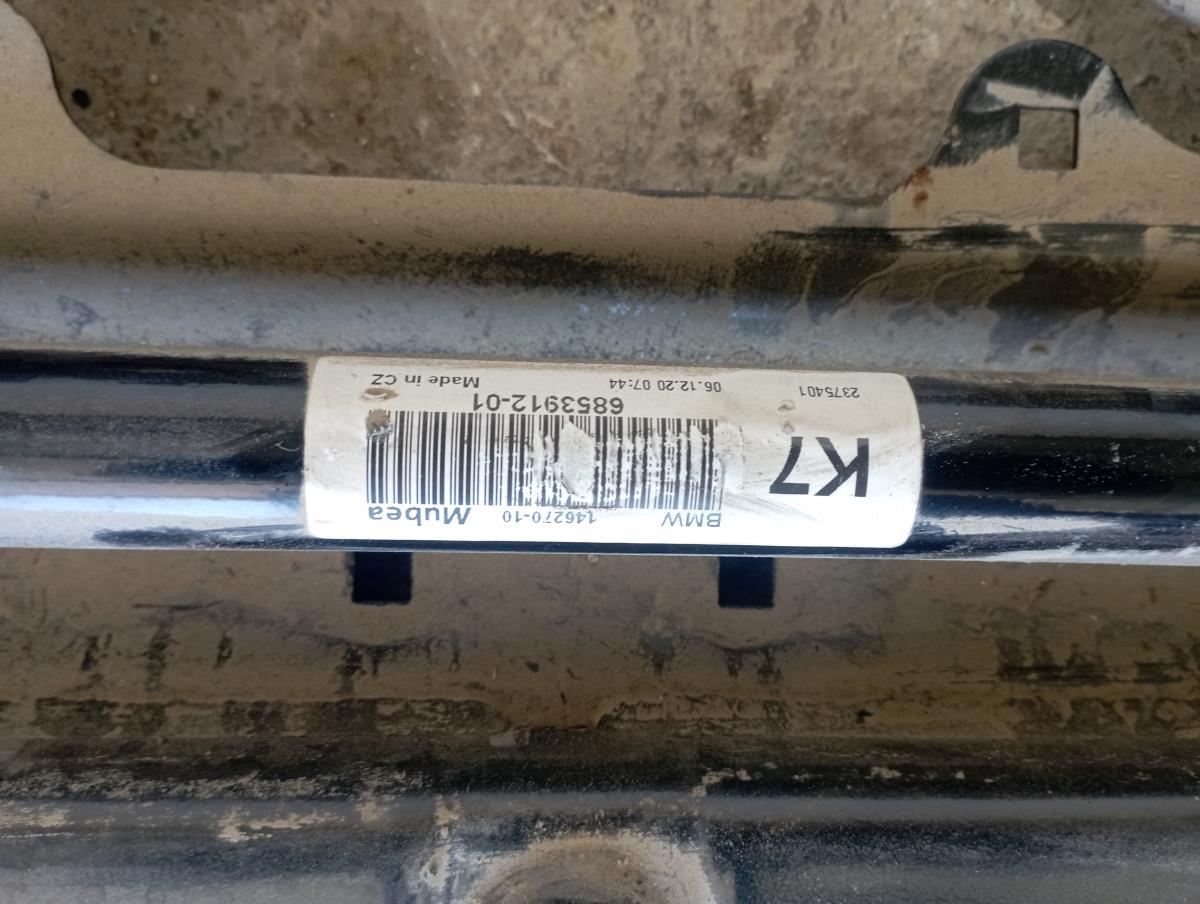 BMW 146270-10 Mubea
K7
6853912-01
2375401 06.12.20 07:44 Made in CZ